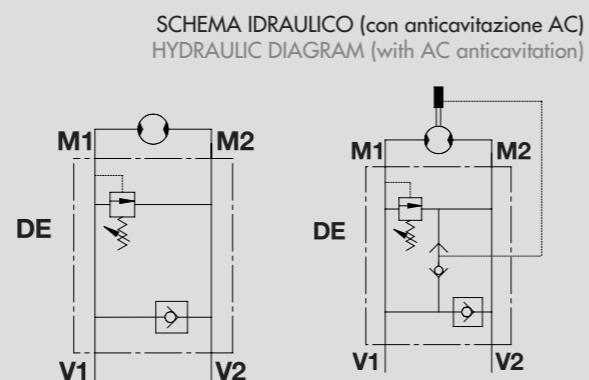 SCHEMA IDRAULICO (con anticavitazione AC)
HYDRAULIC DIAGRAM (with AC anticavitation)
M1 M2
DE
V1 V2
M1 M2
DE
V1 V2